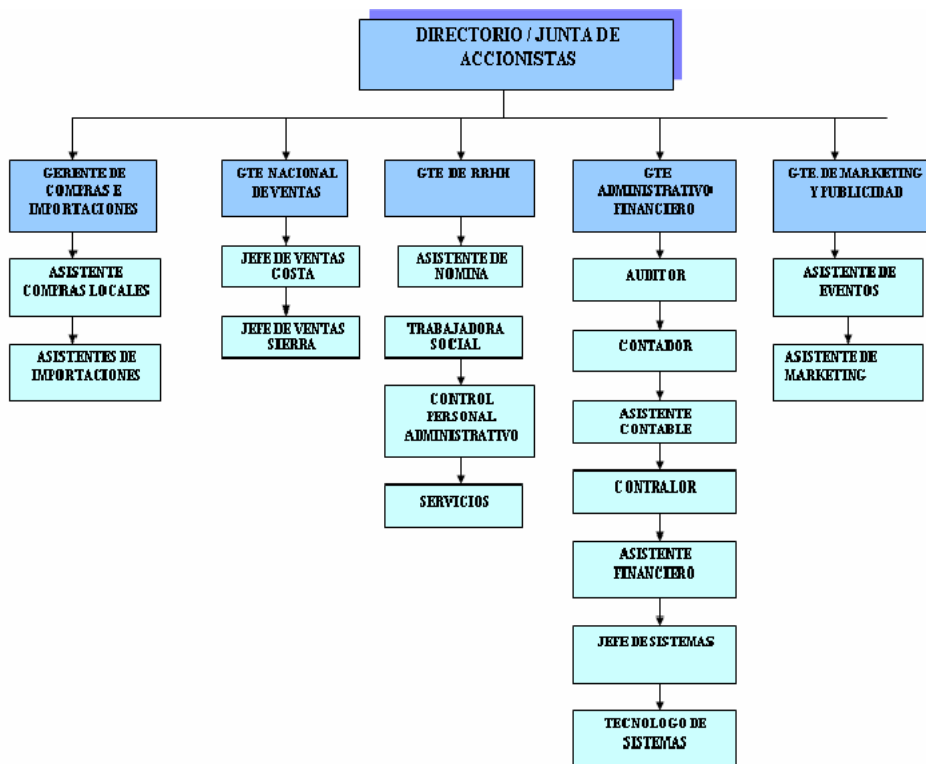 DIRECTORIO / JUNTA DE
ACCIONISTAS
GERENTE DE
COMPRAS E
IMPORTACIONES
GTE NACIONAL
DE VENTAS
GTE DE RRHH
GTE
ADMINISTRATIVO-
FINANCIERO
GTE. DE MARKETING
Y PUBLICIDAD
ASISTENTE
COMPRAS LOCALES
ASISTENTES DE
IMPORTACIONES
JEFE DE VENTAS
COSTA
JEFE DE VENTAS
SIERRA
ASISTENTE DE
NOMINA
TRABAJADORA
SOCIAL
CONTROL
PERSONAL
ADMINISTRATIVO
SERVICIOS
AUDITOR
CONTADOR
ASISTENTE
CONTABLE
CONTRALOR
ASISTENTE
FINANCIERO
JEFE DE SISTEMAS
TECNOLOGO DE
SISTEMAS
ASISTENTE DE
EVENTOS
ASISTENTE DE
MARKETING